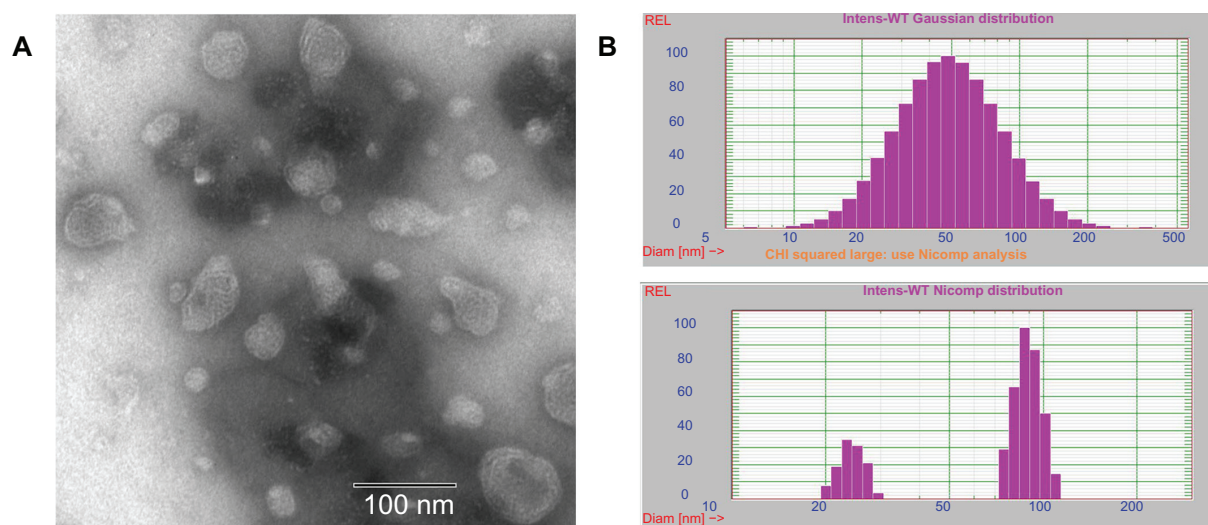 A
100 nm
B
Intens-WT Gaussian distribution
REL
100
80
60
40
20
0
5 10 20 50 100 200 500
Diam [nm] −>
CHI squared large: use Nicomp analysis
Intens-WT Nicomp distribution
REL
100
80
60
40
20
0
10 20 50 100 200
Diam [nm] −>